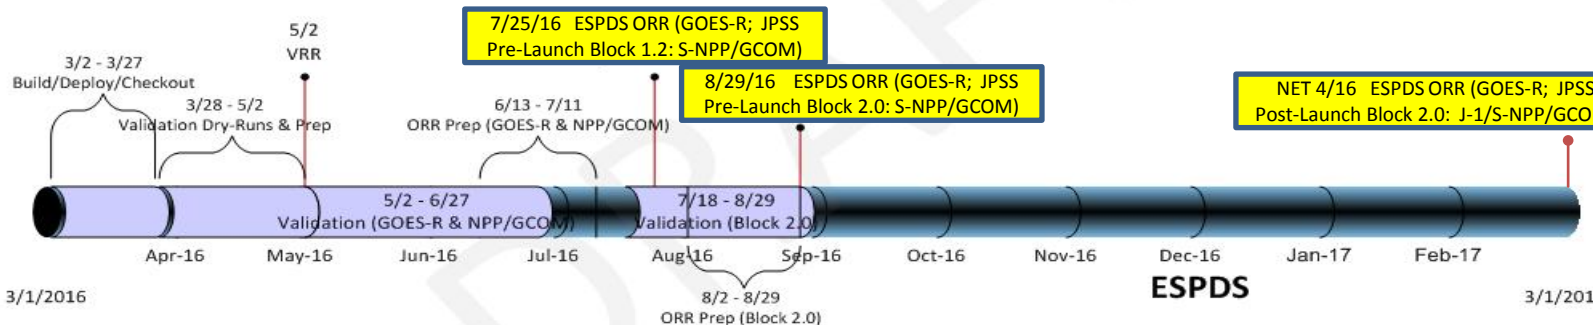 7/25/16 ESPDS ORR (GOES-R; JPSS
Pre-Launch Block 1.2: S-NPP/GCOM)
5/2
VRR
3/2 - 3/27
Build/Deploy/Checkout
8/29/16 ESPDS ORR (GOES-R; JPSS
Pre-Launch Block 2.0: S-NPP/GCOM)
NET 4/16 ESPDS ORR (GOES-R; JPSS
Post-Launch Block 2.0: J-1/S-NPP/GCO
3/28 - 5/2
Validation Dry-Runs & Prep
6/13 - 7/11
ORR Prep (GOES-R & NPP/GCOM)
5/2 - 6/27
Validation (GOES-R & NPP/GCOM)
7/18 - 8/29
Validation (Block 2.0)
Apr-16
May-16
Jun-16
Jul-16
Aug-16
Sep-16
Oct-16
Nov-16
Dec-16
Jan-17
Feb-17
ESPDS
3/1/2016
8/2 - 8/29
ORR Prep (Block 2.0)
3/1/201
DRAF